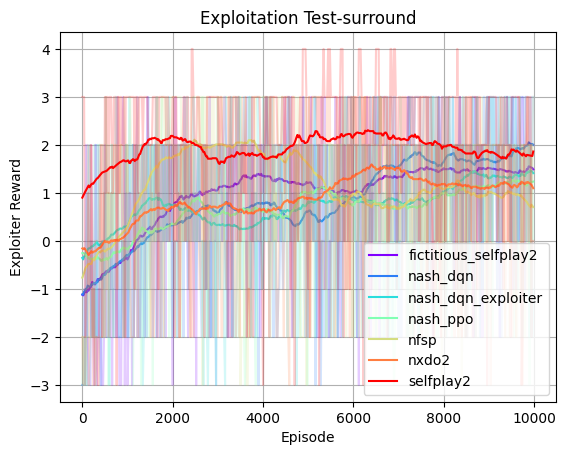 Exploitation Test-surround
Exploiter Reward
4
3
2
1
0
−1
−2
−3
0
2000
4000
6000
8000
10000
Episode
fictitious_selfplay2
nash_dqn
nash_dqn_exploiter
nash_ppo
nfsp
nxdo2
selfplay2